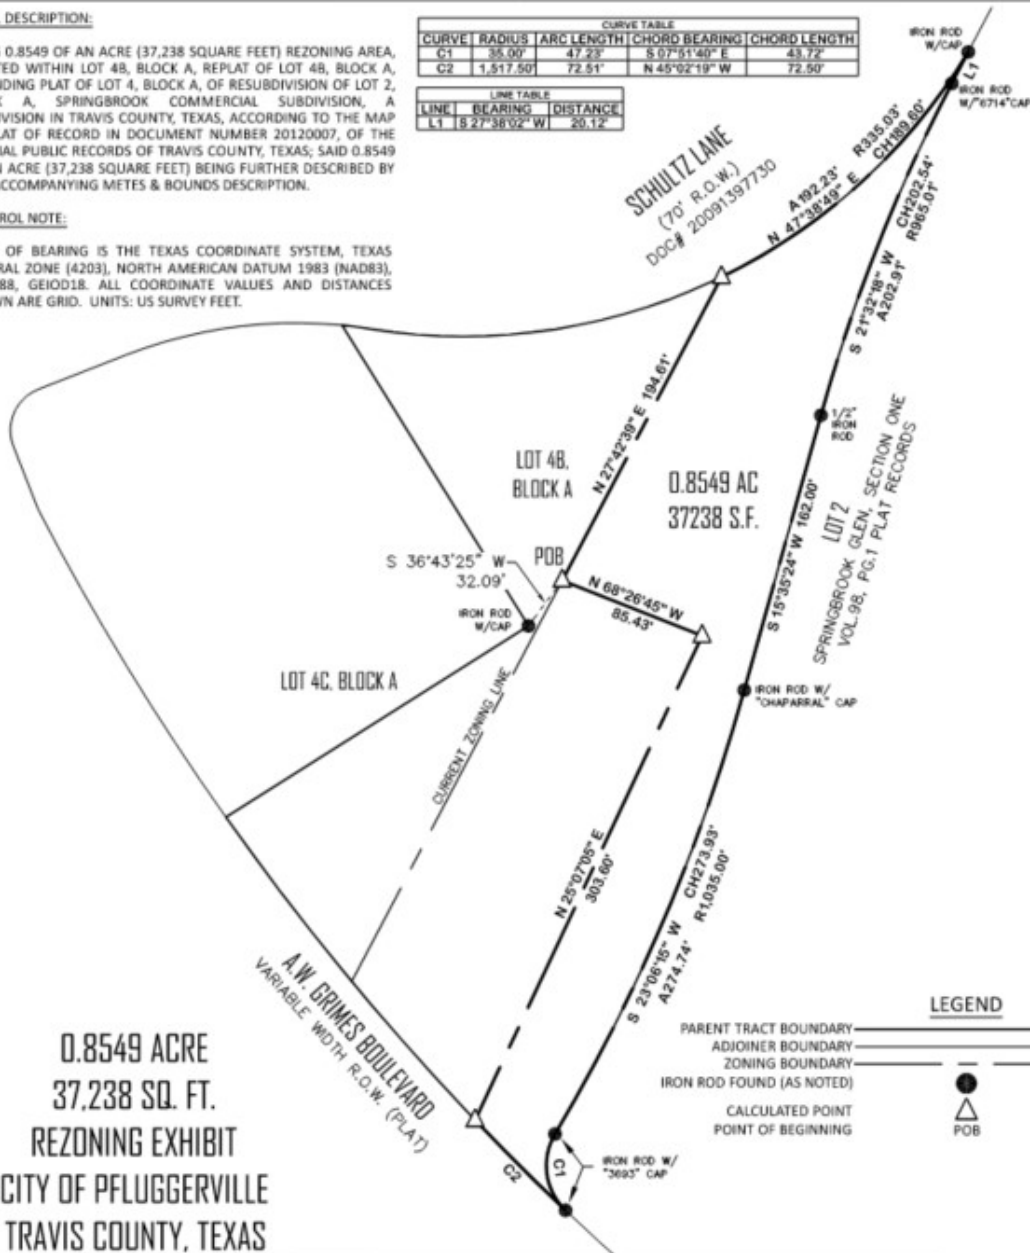 DESCRIPTION:
0.8549 OF AN ACRE (37,238 SQUARE FEET) REZONING AREA,
WITHIN LOT 4B, BLOCK A, REPLAT OF LOT 4B, BLOCK A,
PLAT OF LOT 4, BLOCK A, OF RESUBDIVISION OF LOT 2,
A, SPRINGBROOK COMMERCIAL SUBDIVISION, A
IN TRAVIS COUNTY, TEXAS, ACCORDING TO THE MAP
OF RECORD IN DOCUMENT NUMBER 20120007, OF THE
PUBLIC RECORDS OF TRAVIS COUNTY, TEXAS; SAID 0.8549
ACRE (37,238 SQUARE FEET) BEING FURTHER DESCRIBED BY
ACCOMPANYING METES & BOUNDS DESCRIPTION.
ROL NOTE:
OF BEARING IS THE TEXAS COORDINATE SYSTEM, TEXAS
RAL ZONE (4203), NORTH AMERICAN DATUM 1983 (NAD83),
88, GEIOD18. ALL COORDINATE VALUES AND DISTANCES
WN ARE GRID. UNITS: US SURVEY FEET.
CURVE TABLE
CURVE RADIUS ARC LENGTH CHORD BEARING CHORD LENGTH
C1 35.00' 47.23' S 07°51'40" E 43.72'
C2 1,517.50' 72.51' N 45°02'19" W 72.50'
LINE TABLE
LINE BEARING DISTANCE
L1 S 27°38'02" W 20.12'
IRON ROD
W/CAP
L1
IRON ROD
W/"6714"CAP
SCHULTZ LANE
(70' R.O.W.)
DOC# 20091397730
A192.23' R335.03'
N 47°38'49" E CH189.60'
S 21°32'18" W CH202.54'
A202.91' R965.01'
1/2"
IRON
ROD
N 27°42'39" E 194.61'
LOT 4B,
BLOCK A
0.8549 AC
37238 S.F.
S 15°35'24" W 162.00'
LOT 2
SPRINGBROOK GLEN, SECTION ONE
VOL.98, PG.1 PLAT RECORDS
S 36°43'25" W
32.09'
POB
IRON ROD
W/CAP
N 68°26'45" W
85.43'
LOT 4C, BLOCK A
CURRENT ZONING LINE
IRON ROD W/
"CHAPARRAL" CAP
N 25°07'05" E
303.60'
S 23°06'15" W CH273.93'
A274.74' R1,035.00'
A.W. GRIMES BOULEVARD
VARIABLE WIDTH R.O.W. (PLAT)
C2
C1
IRON ROD W/
"3693" CAP
LEGEND
PARENT TRACT BOUNDARY
ADJOINER BOUNDARY
ZONING BOUNDARY
IRON ROD FOUND (AS NOTED)
CALCULATED POINT
POINT OF BEGINNING POB
0.8549 ACRE
37,238 SQ. FT.
REZONING EXHIBIT
CITY OF PFLUGGERVILLE
TRAVIS COUNTY, TEXAS